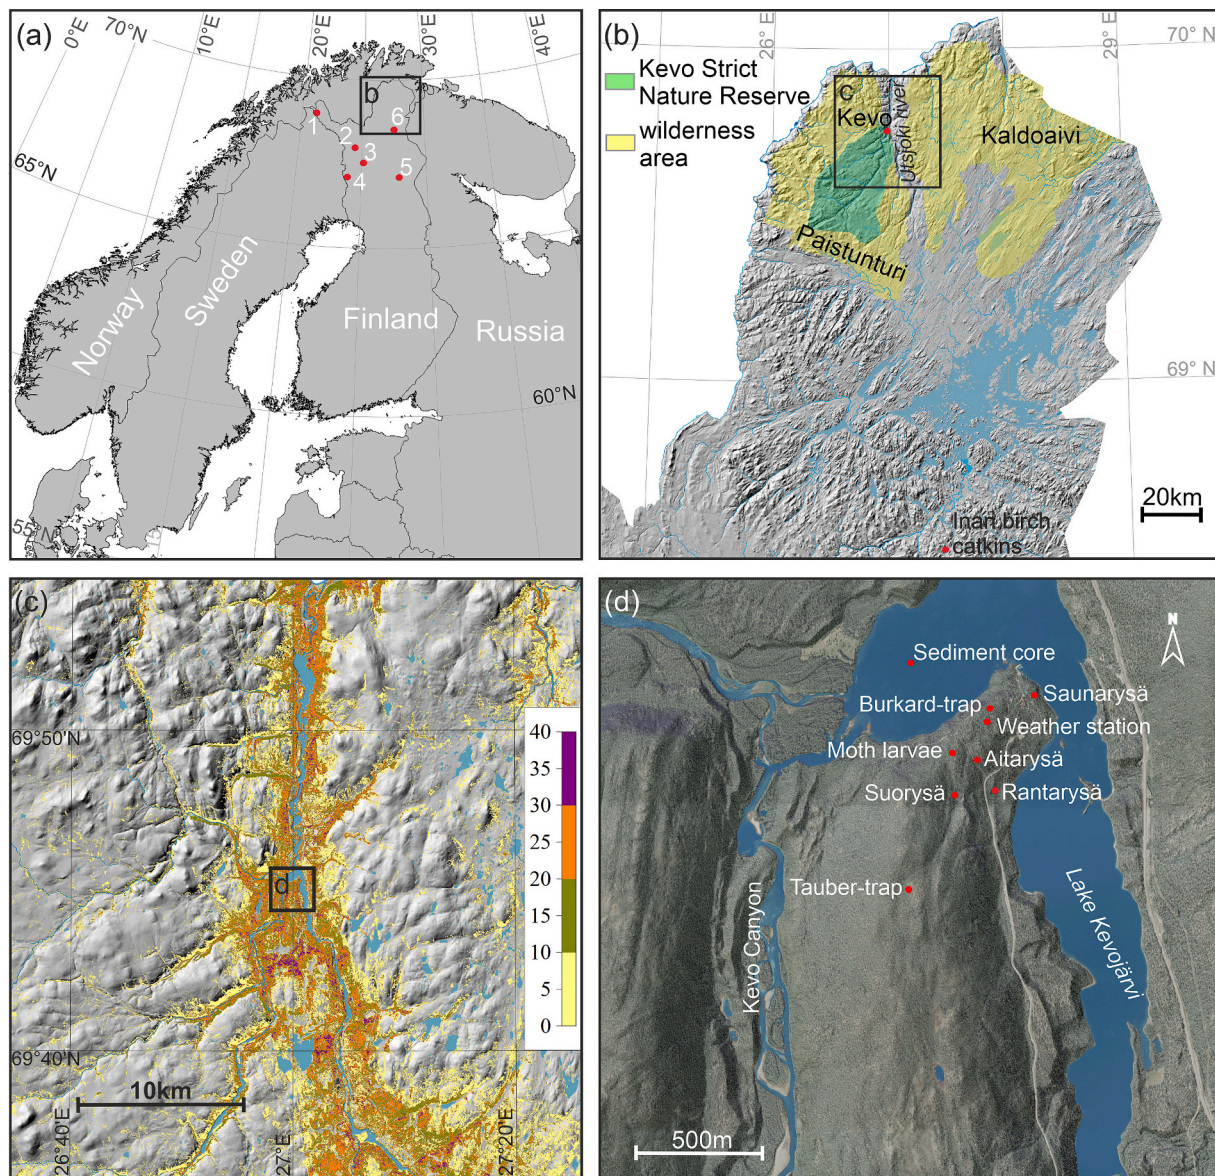 (a)
0°E
70°N
10°E
20°E
30°E
40°E
b
1
2
3
4
5
6
65°N
Norway
Sweden
Finland
Russia
60°N
55°N
(b)
26°E
29°E
70° N
Kevo Strict
Nature Reserve
wilderness
area
c
Kevo
Utsjoki river
Kaldoaivi
Paistunturi
69° N
20km
Inari birch
catkins
(c)
69°50'N
d
40
30
20
10
5
0
69°40'N
10km
26°40'E
27°E
27°20'E
(d)
N
Sediment core
Saunarysä
Burkard-trap
Weather station
Moth larvae
Aitarysä
Suorysä
Rantarysä
Tauber-trap
Kevo Canyon
Lake Kevojärvi
500m